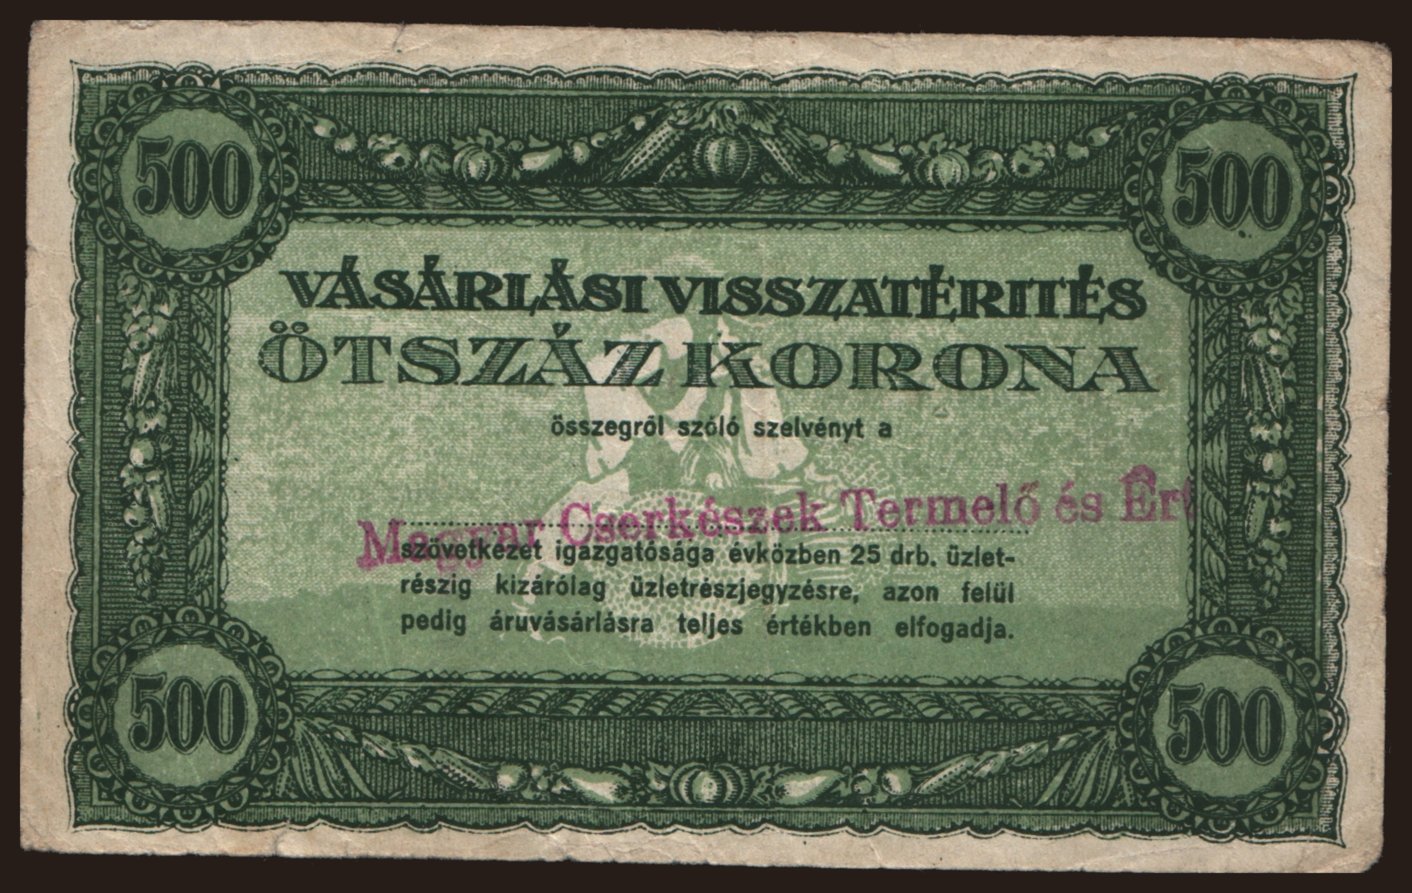 500
500
VÁSÁRLÁSI VISSZATÉRITÉS
ÖTSZÁZ KORONA
összegről szóló szelvényt a
Magyar Cserkészek Termelő és Ért
szövetkezet igazgatósága évközben 25 drb. üzlet-
részig kizárólag üzletrészjegyzésre, azon felül
pedig áruvásárlásra teljes értékben elfogadja.
500
500